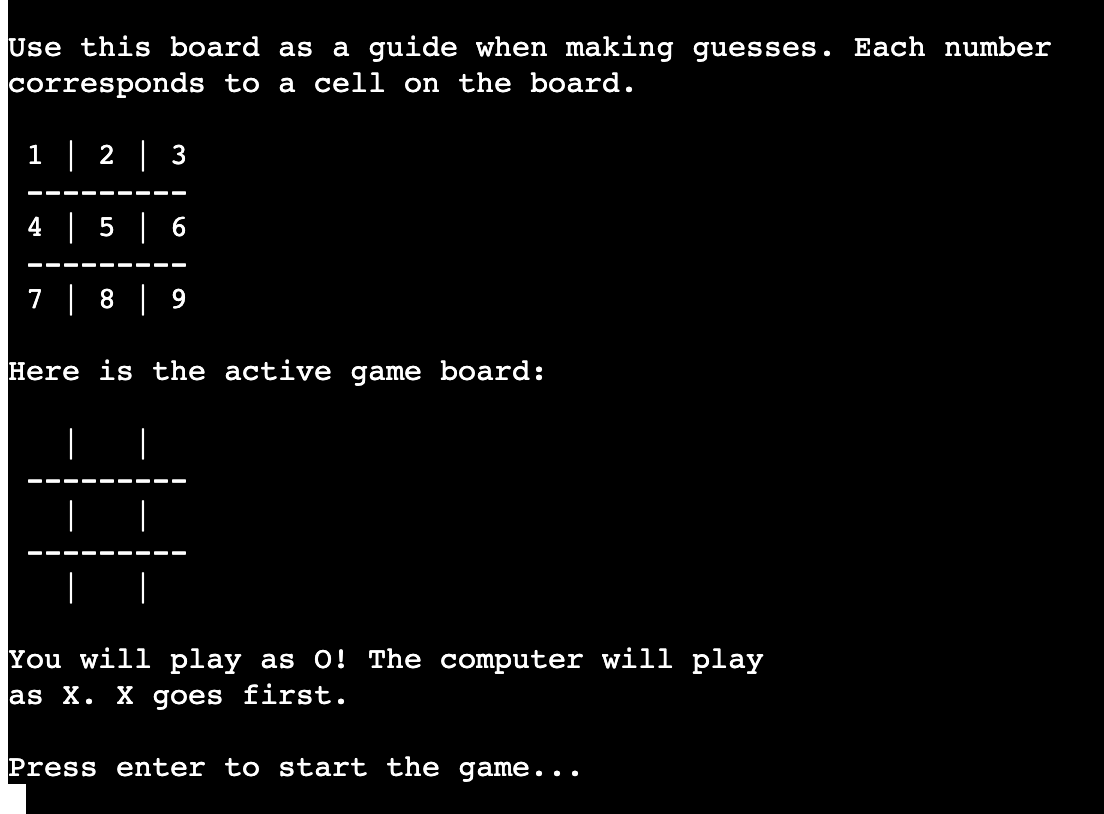 Use this board as a guide when making guesses. Each number
corresponds to a cell on the board.
1 | 2 | 3
---------
4 | 5 | 6
---------
7 | 8 | 9
Here is the active game board:
  |   |
---------
  |   |
---------
  |   |
You will play as O! The computer will play
as X. X goes first.
Press enter to start the game...